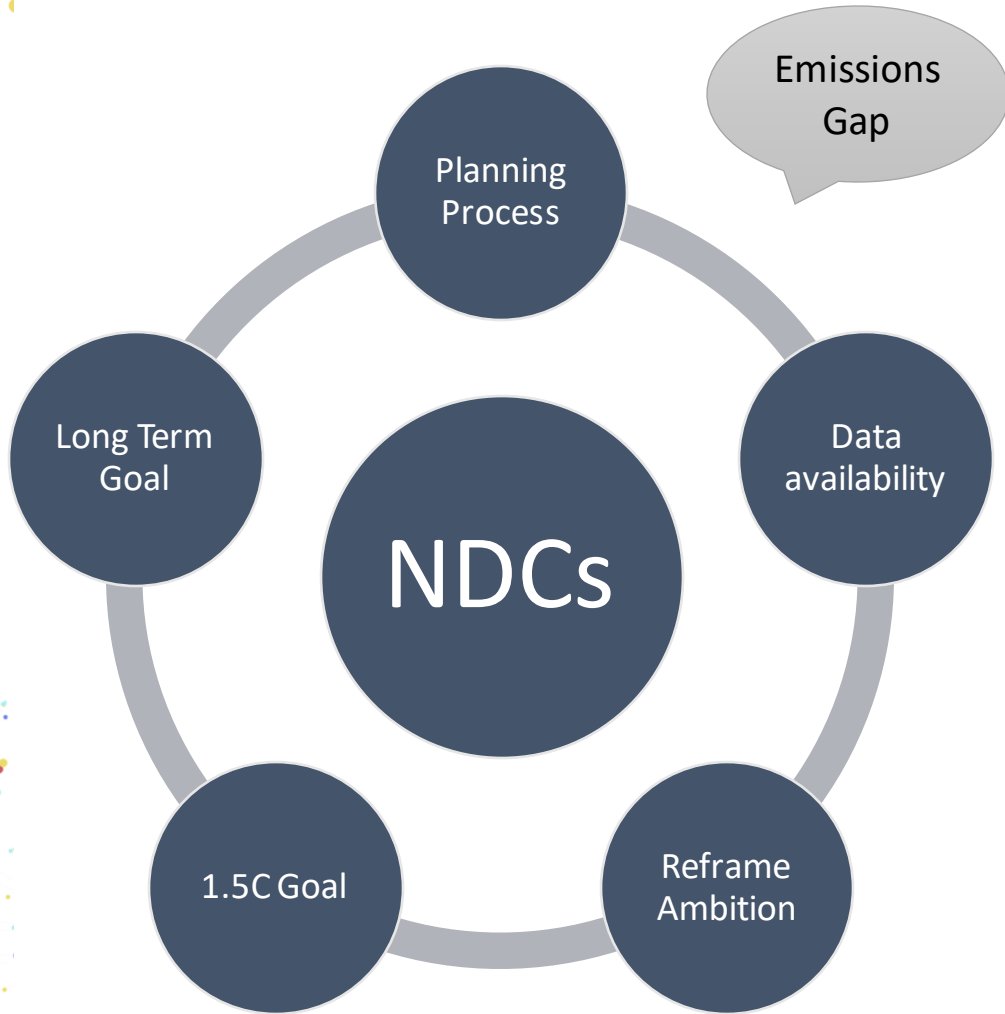 Emissions
Gap
Planning
Process
Long Term
Goal
Data
availability
NDCs
1.5C Goal
Reframe
Ambition